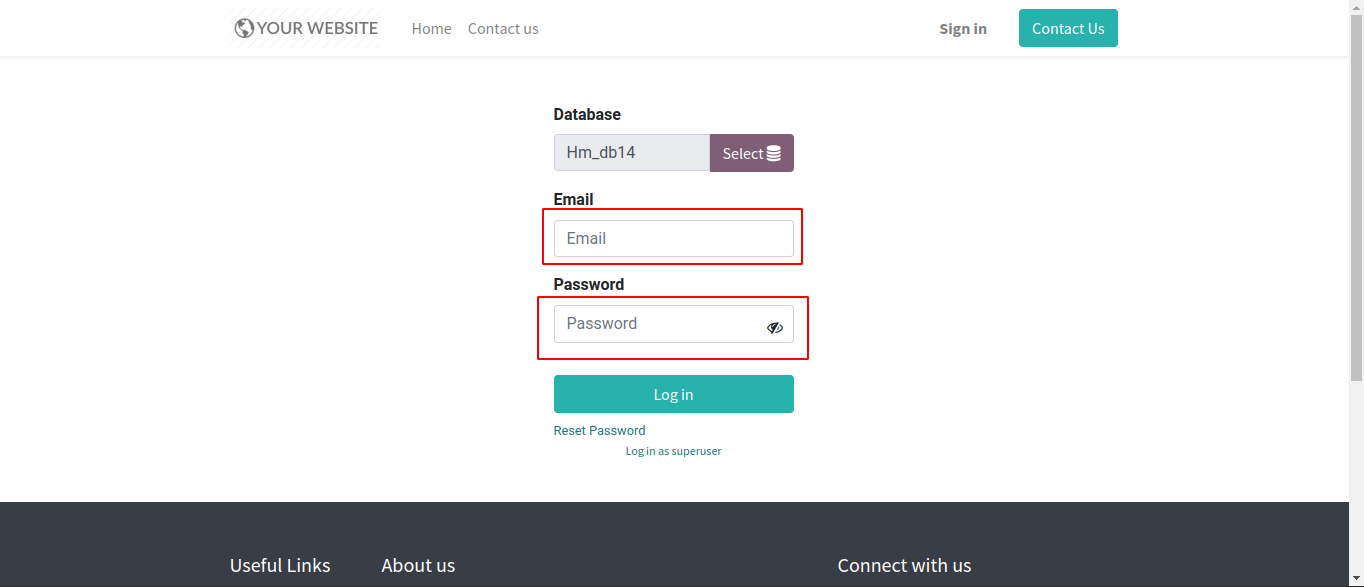 YOUR WEBSITE Home Contact us Sign in Contact Us
Database
Hm_db14 Select
Email
Email
Password
Password
Log in
Reset Password
Log in as superuser
Useful Links About us Connect with us